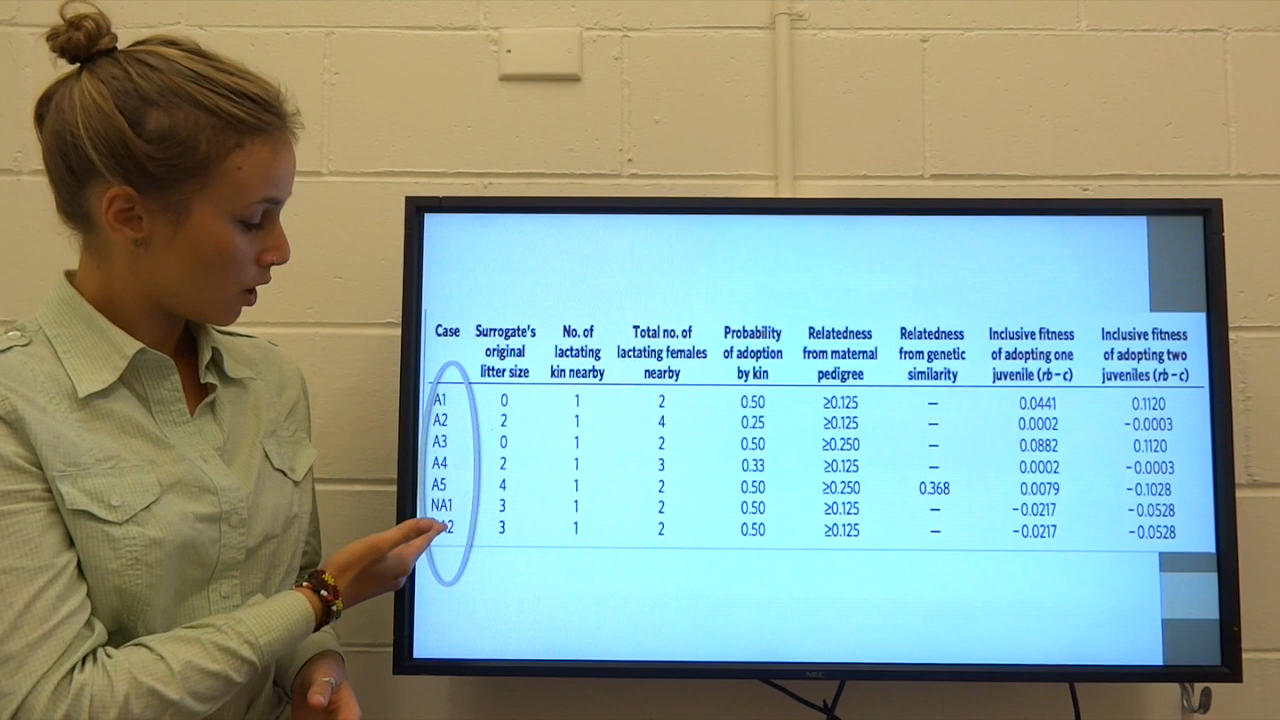 Case Surrogate's original litter size No. of lactating kin nearby Total no. of lactating females nearby Probability of adoption by kin Relatedness from maternal pedigree Relatedness from genetic similarity Inclusive fitness of adopting one juvenile (rb – c) Inclusive fitness of adopting two juveniles (rb – c)
A1 0 1 2 0.50 ≥0.125 — 0.0441 0.1120
A2 2 1 4 0.25 ≥0.125 — 0.0002 −0.0003
A3 0 1 2 0.50 ≥0.250 — 0.0882 0.1120
A4 2 1 3 0.33 ≥0.125 — 0.0002 −0.0003
A5 4 1 2 0.50 ≥0.250 0.368 0.0079 −0.1028
NA1 3 1 2 0.50 ≥0.125 — −0.0217 −0.0528
3 1 2 0.50 ≥0.125 — −0.0217 −0.0528
NEC